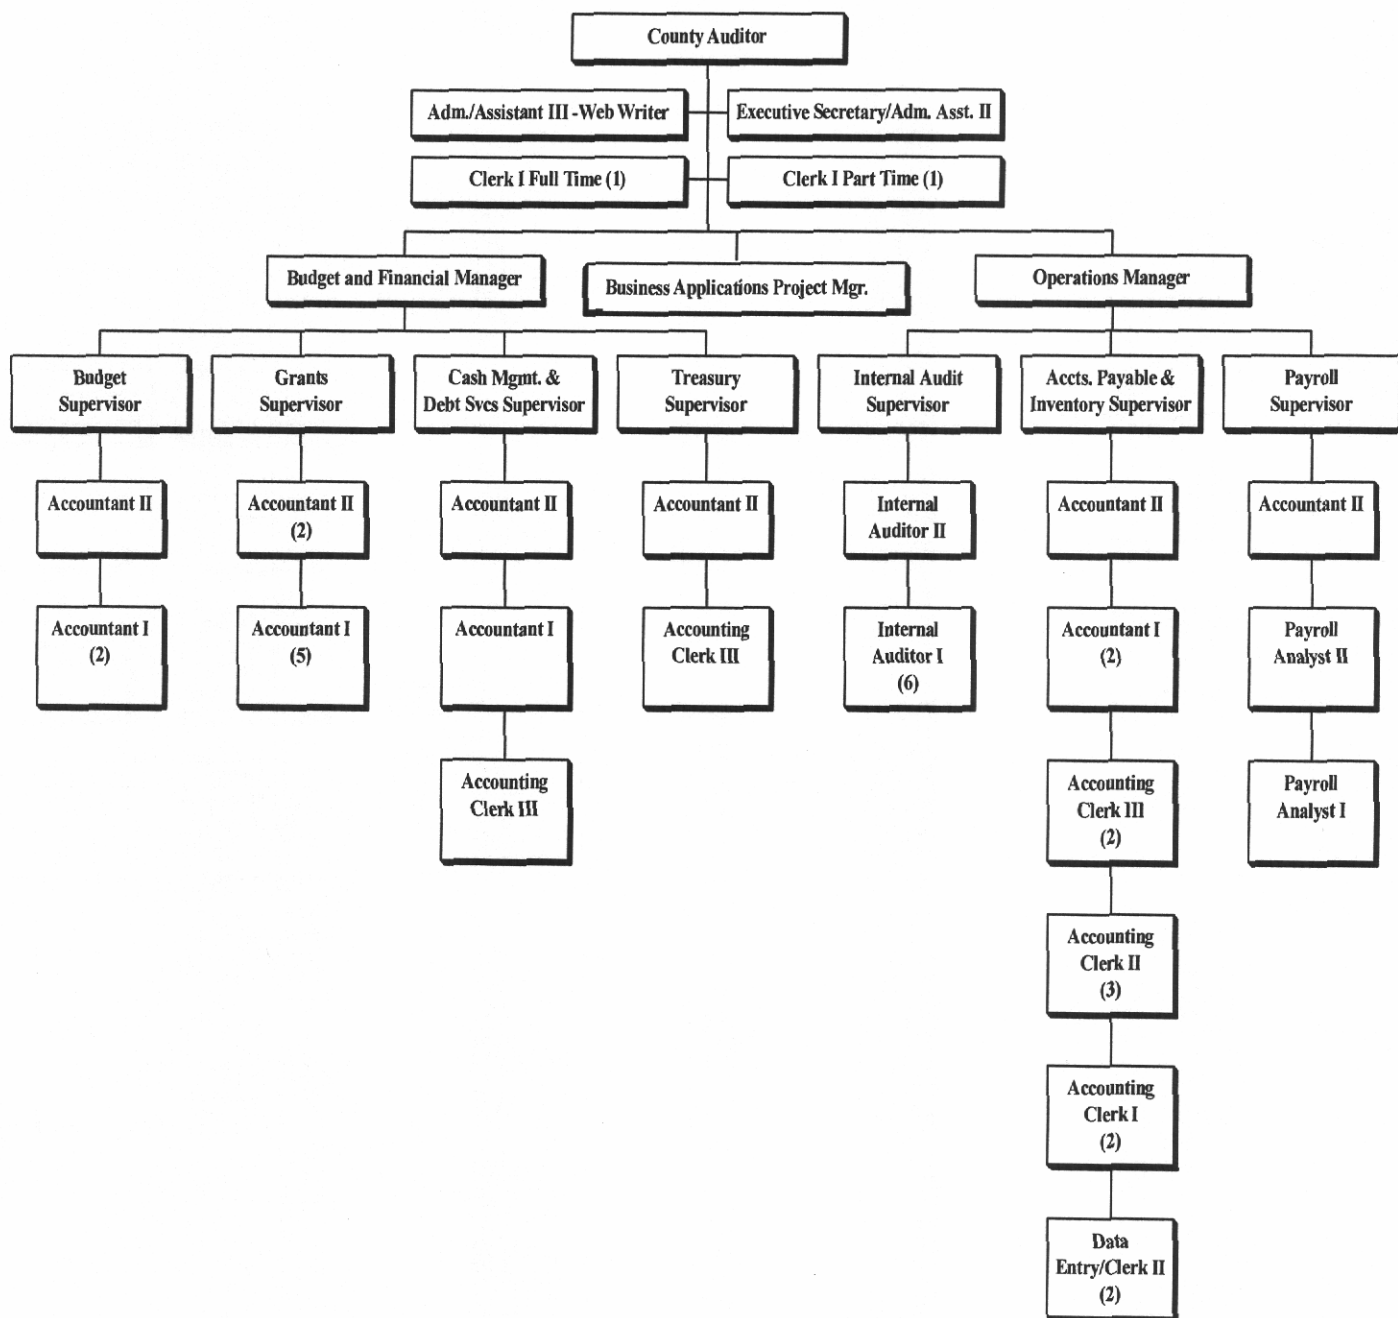 County Auditor
Adm./Assistant III -Web Writer
Executive Secretary/Adm. Asst. II
Clerk I Full Time (1)
Clerk I Part Time (1)
Budget and Financial Manager
Business Applications Project Mgr.
Operations Manager
Budget
Supervisor
Grants
Supervisor
Cash Mgmt. &
Debt Svcs Supervisor
Treasury
Supervisor
Internal Audit
Supervisor
Accts. Payable &
Inventory Supervisor
Payroll
Supervisor
Accountant II
Accountant II
(2)
Accountant II
Accountant II
Internal
Auditor II
Accountant II
Accountant II
Accountant I
(2)
Accountant I
(5)
Accountant I
Accounting
Clerk III
Internal
Auditor I
(6)
Accountant I
(2)
Payroll
Analyst II
Accounting
Clerk III
Accounting
Clerk III
(2)
Payroll
Analyst I
Accounting
Clerk II
(3)
Accounting
Clerk I
(2)
Data
Entry/Clerk II
(2)